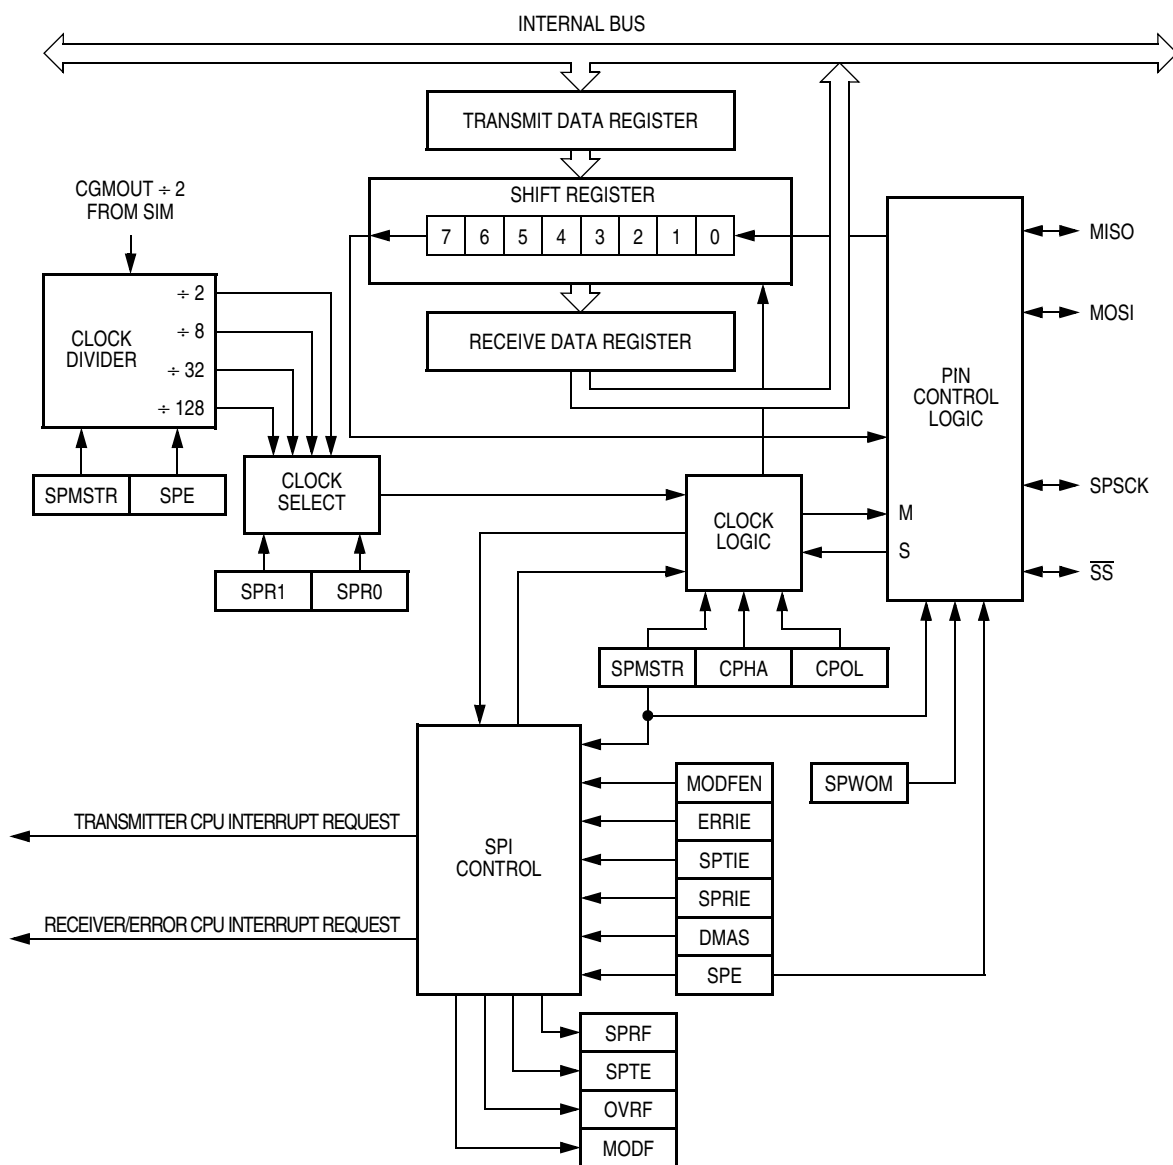 INTERNAL BUS
TRANSMIT DATA REGISTER
SHIFT REGISTER
7 6 5 4 3 2 1 0
CGMOUT ÷ 2
FROM SIM
CLOCK
DIVIDER
÷ 2
÷ 8
÷ 32
÷ 128
RECEIVE DATA REGISTER
MISO
MOSI
PIN
CONTROL
LOGIC
SPMSTR SPE
CLOCK
SELECT
SPR1 SPR0
CLOCK
LOGIC
M
S
SPSCK
SS
SPMSTR CPHA CPOL
MODFEN
ERRIE
SPTIE
SPRIE
DMAS
SPE
SPWOM
TRANSMITTER CPU INTERRUPT REQUEST
SPI
CONTROL
RECEIVER/ERROR CPU INTERRUPT REQUEST
SPRF
SPTE
OVRF
MODF